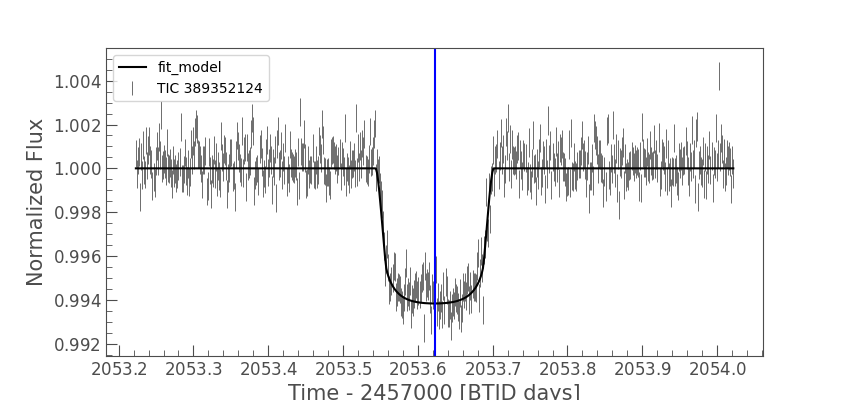 fit_model
TIC 389352124
Normalized Flux
1.004
1.002
1.000
0.998
0.996
0.994
0.992
2053.2 2053.3 2053.4 2053.5 2053.6 2053.7 2053.8 2053.9 2054.0
Time - 2457000 [BTJD days]